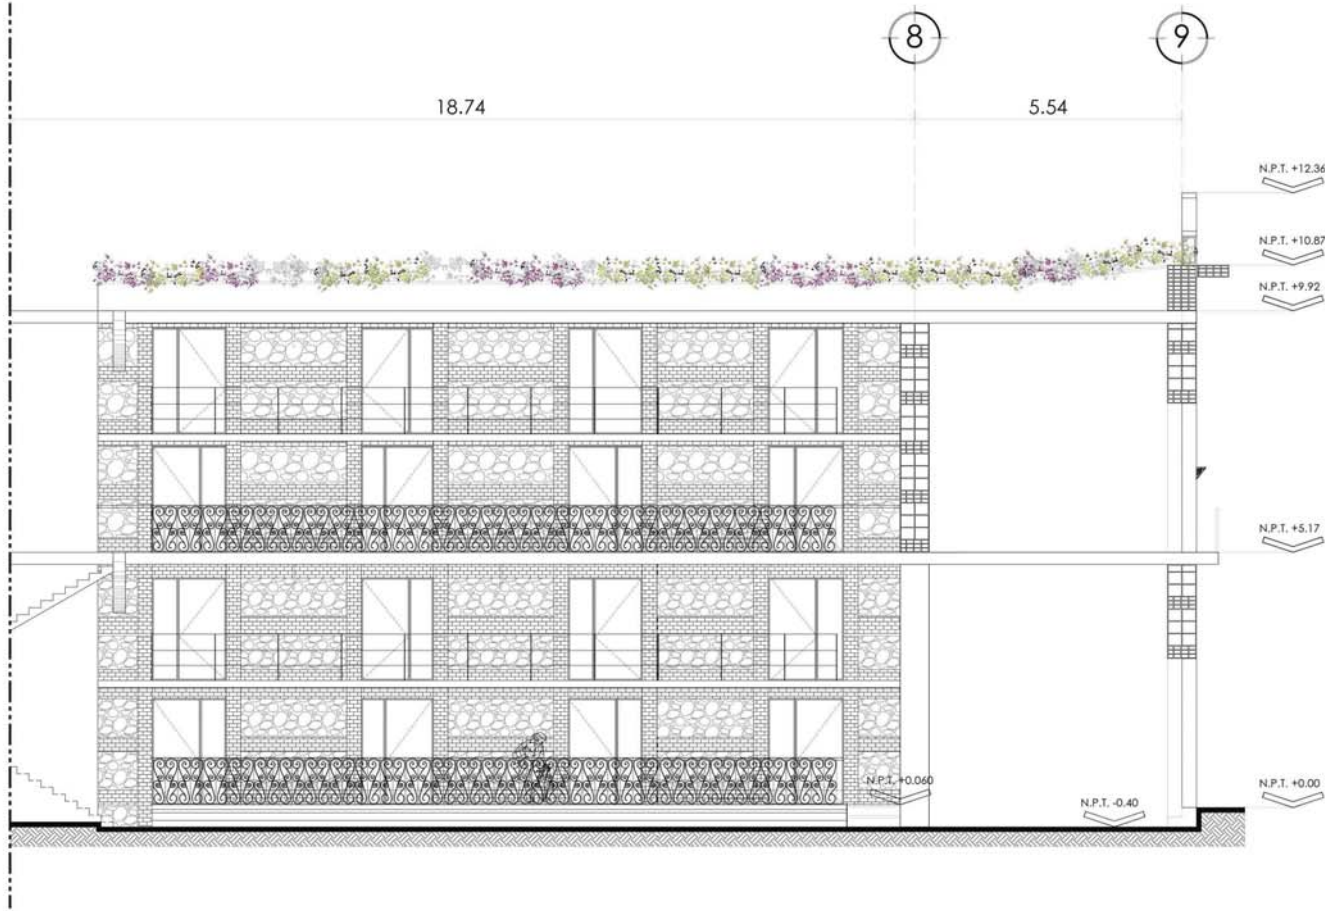 8
9
18.74
5.54
N.P.T. +12.36
N.P.T. +10.87
N.P.T. +9.92
N.P.T. +5.17
N.P.T. +0.060
N.P.T. +0.00
N.P.T. -0.40